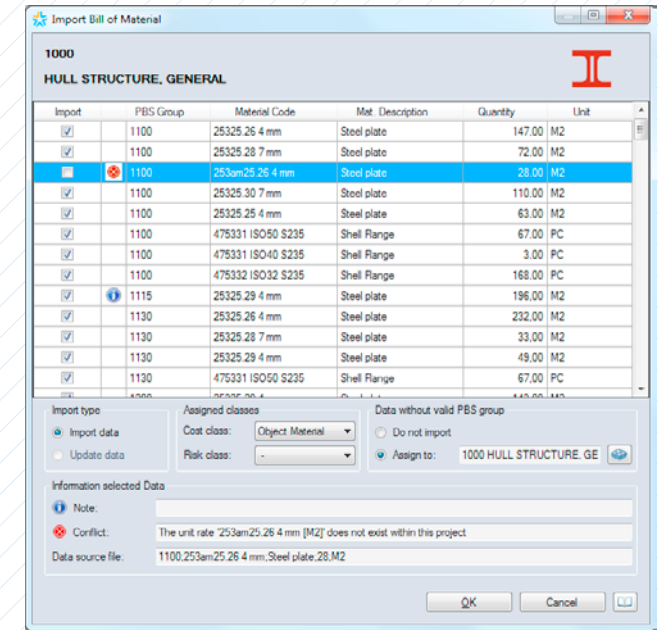 Import Bill of Material
1000
HULL STRUCTURE, GENERAL
Import PBS Group Material Code Mat. Description Quantity Unit
1100 25325.26 4 mm Steel plate 147,00 M2
1100 25325.28 7 mm Steel plate 72,00 M2
1100 253am25.26 4 mm Steel plate 28,00 M2
1100 25325.30 7 mm Steel plate 110,00 M2
1100 25325.25 4 mm Steel plate 63,00 M2
1100 475331 ISO50 S235 Shell Flange 67,00 PC
1100 475331 ISO40 S235 Shell Flange 3,00 PC
1100 475332 ISO32 S235 Shell Flange 168,00 PC
1115 25325.29 4 mm Steel plate 196,00 M2
1130 25325.26 4 mm Steel plate 232,00 M2
1130 25325.28 7 mm Steel plate 33,00 M2
1130 25325.29 4 mm Steel plate 49,00 M2
1130 475331 ISO50 S235 Shell Flange 67,00 PC
Import type Assigned classes Data without valid PBS group
Import data Cost class: Object Material Do not import
Update data Risk class: - Assign to: 1000 HULL STRUCTURE, GE
Information selected Data
Note:
Conflict: The unit rate '253am25.26 4 mm [M2]' does not exist within this project
Data source file: 1100,253am25.26 4 mm,Steel plate,28,M2
OK Cancel